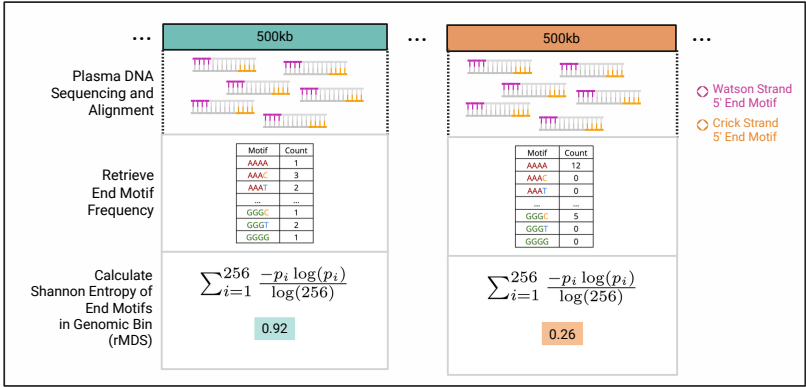 ... 500kb ... 500kb ...
Plasma DNA
Sequencing and
Alignment
Watson Strand
5' End Motif
Crick Strand
5' End Motif
Retrieve
End Motif
Frequency
Motif Count
AAAA 1
AAAC 3
AAAT 2
... ...
GGGC 1
GGGT 2
GGGG 1
Motif Count
AAAA 12
AAAC 0
AAAT 0
... ...
GGGC 5
GGGT 0
GGGG 0
Calculate
Shannon Entropy of
End Motifs
in Genomic Bin
(rMDS)
∑_{i=1}^{256} \frac{-p_i log(p_i)}{log(256)}
0.92
∑_{i=1}^{256} \frac{-p_i log(p_i)}{log(256)}
0.26